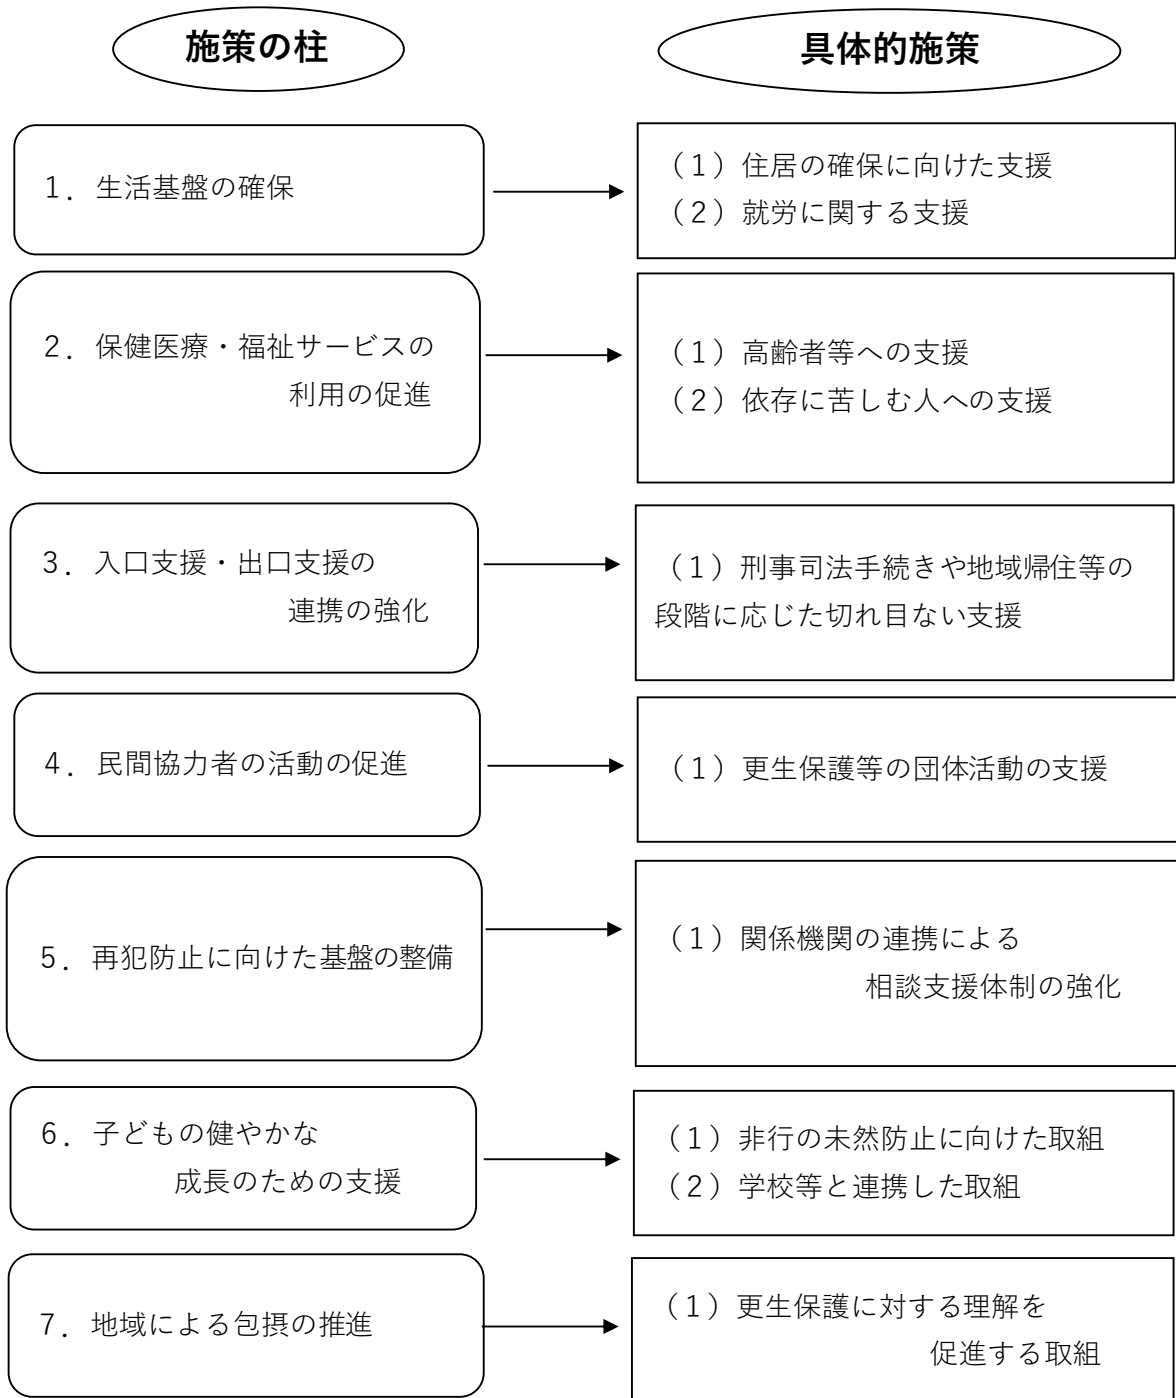 施策の柱
具体的施策
1．生活基盤の確保
（１）住居の確保に向けた支援
（２）就労に関する支援
2．保健医療・福祉サービスの
利用の促進
（１）高齢者等への支援
（２）依存に苦しむ人への支援
3．入口支援・出口支援の
連携の強化
（１）刑事司法手続きや地域帰住等の
段階に応じた切れ目ない支援
4．民間協力者の活動の促進
（１）更生保護等の団体活動の支援
5．再犯防止に向けた基盤の整備
（１）関係機関の連携による
相談支援体制の強化
6．子どもの健やかな
成長のための支援
（１）非行の未然防止に向けた取組
（２）学校等と連携した取組
7．地域による包摂の推進
（１）更生保護に対する理解を
促進する取組